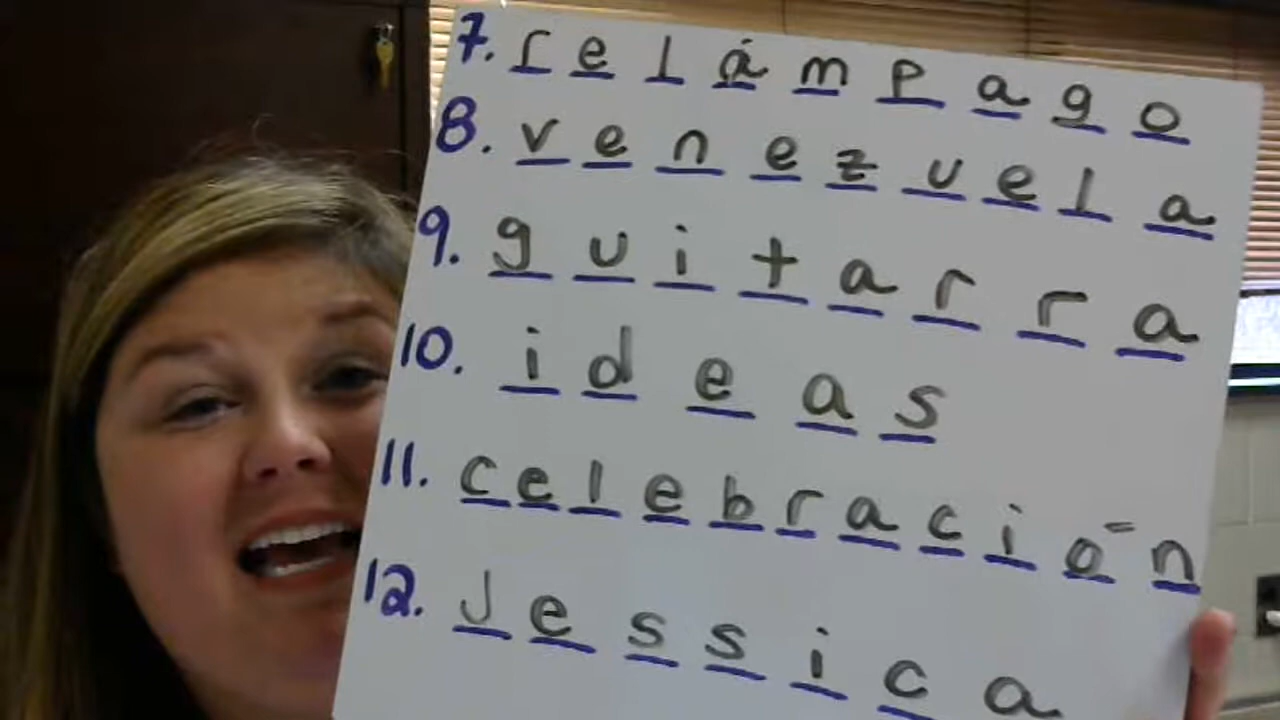 7. relámpago
8. venezuela
9. guitarra
10. ideas
11. celebración
12. Jessica